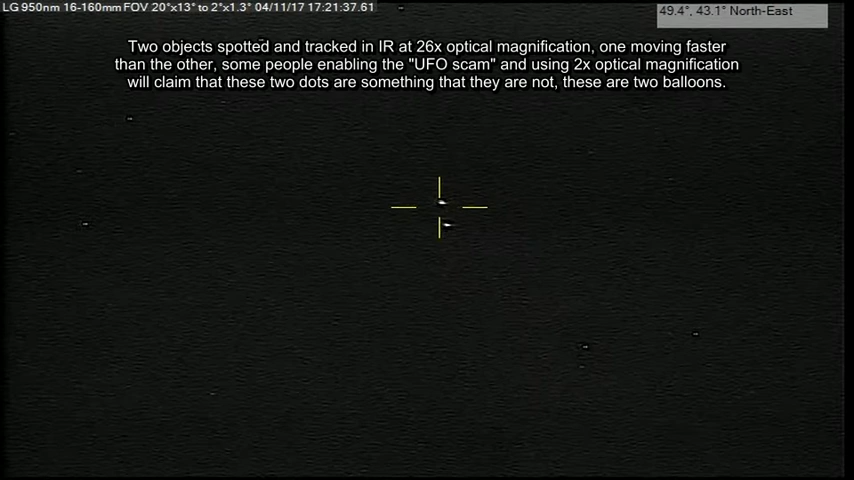 LG 950nm 16-160mm FOV 20°x13° to 2°x1.3° 04/11/17 17:21:37.61
49.4°, 43.1° North-East
Two objects spotted and tracked in IR at 26x optical magnification, one moving faster
than the other, some people enabling the "UFO scam" and using 2x optical magnification
will claim that these two dots are something that they are not, these are two balloons.